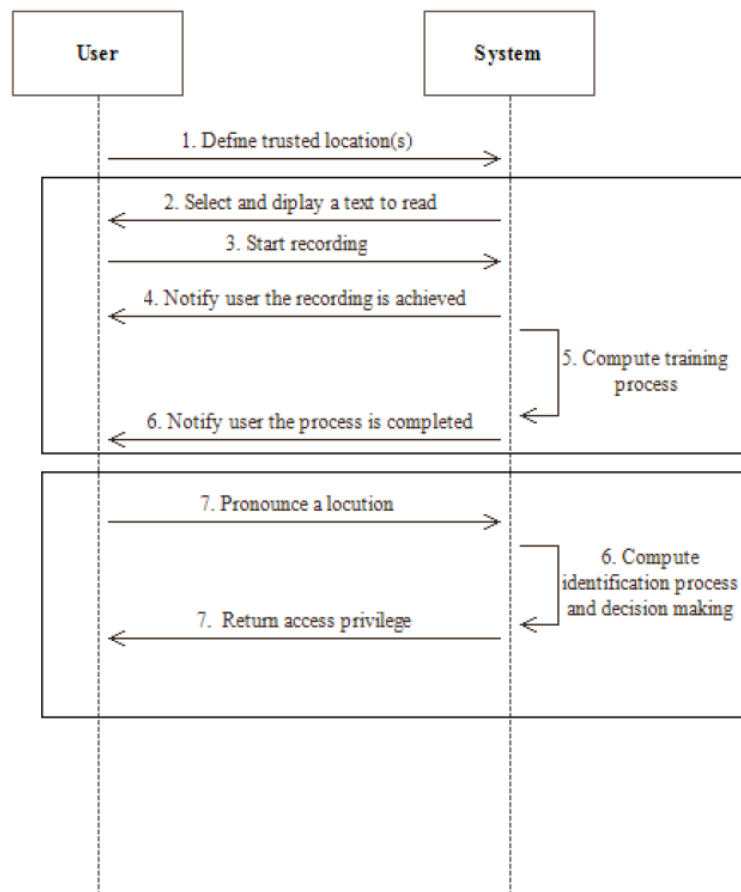 User
System
1. Define trusted location(s)
2. Select and diplay a text to read
3. Start recording
4. Notify user the recording is achieved
5. Compute training
process
6. Notify user the process is completed
7. Pronounce a locution
6. Compute
identification process
and decision making
7. Return access privilege